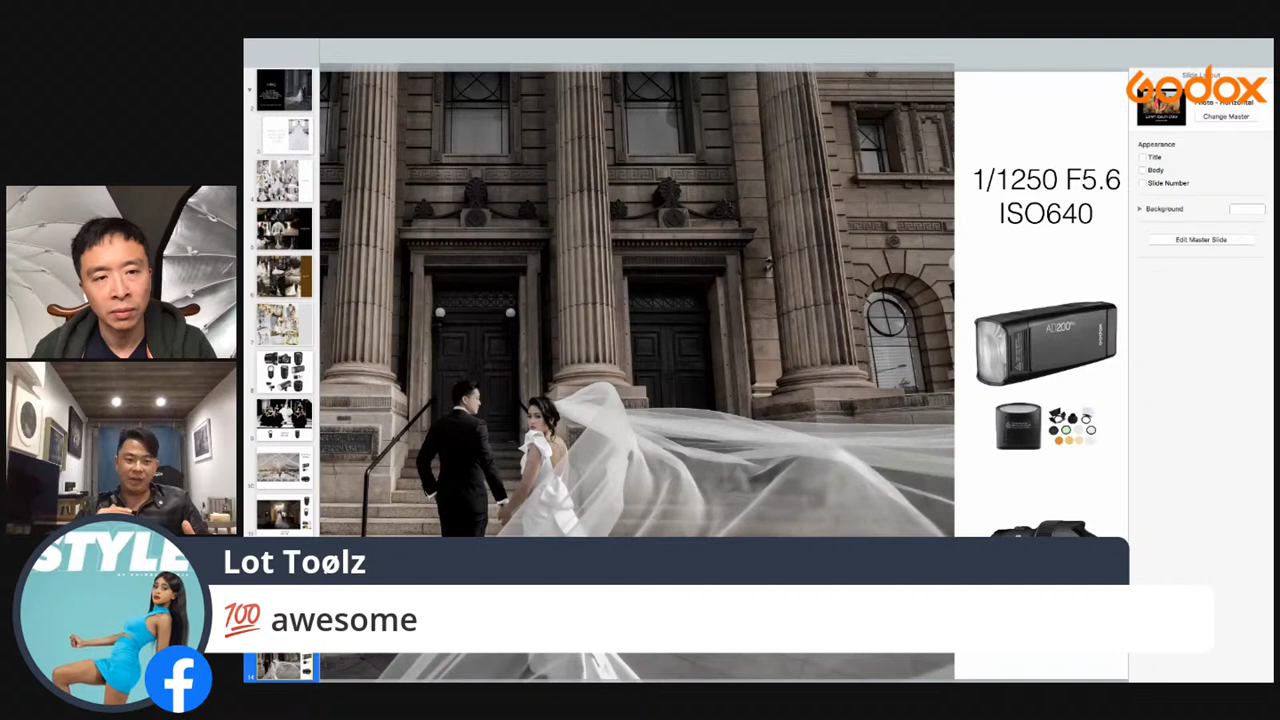 Godox
Change Master
Appearance
Title
Body
Slide Number
Background
Edit Master Slide
1/1250 F5.6
ISO640
AD200
STYLE
Lot Toølz
💯 awesome